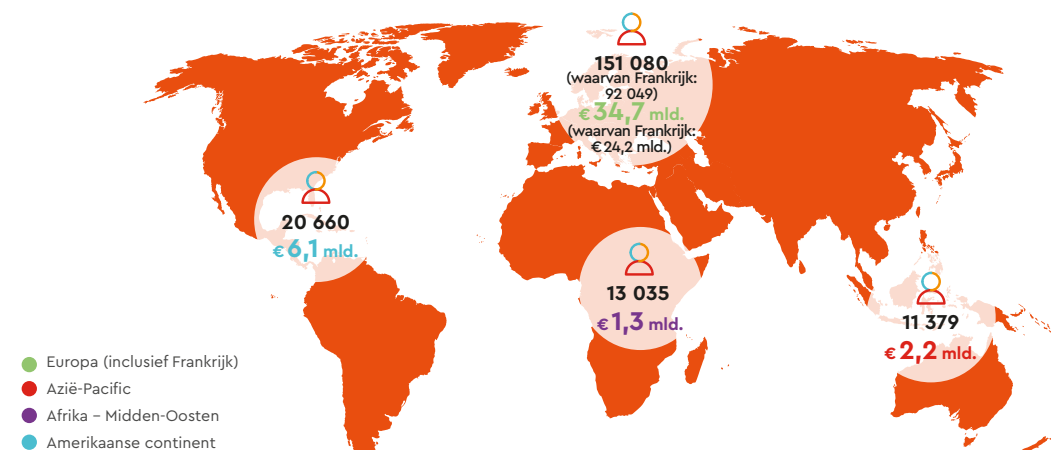 151 080
(waarvan Frankrijk:
92 049)
€ 34,7 mld.
(waarvan Frankrijk:
€ 24,2 mld.)
20 660
€ 6,1 mld.
13 035
€ 1,3 mld.
11 379
€ 2,2 mld.
Europa (inclusief Frankrijk)
Azië-Pacific
Afrika – Midden-Oosten
Amerikaanse continent